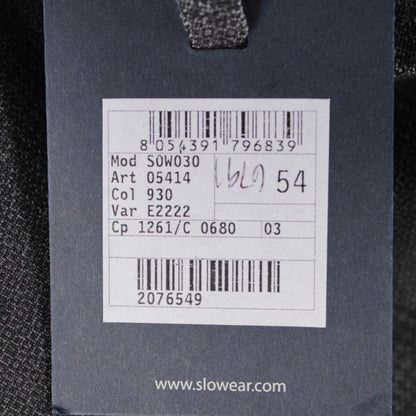 8 054391 796839
Mod S0W030
Art 05414
Col 930
Var E2222
54
Cp 1261/C 0680 03
2076549
www.slowear.com